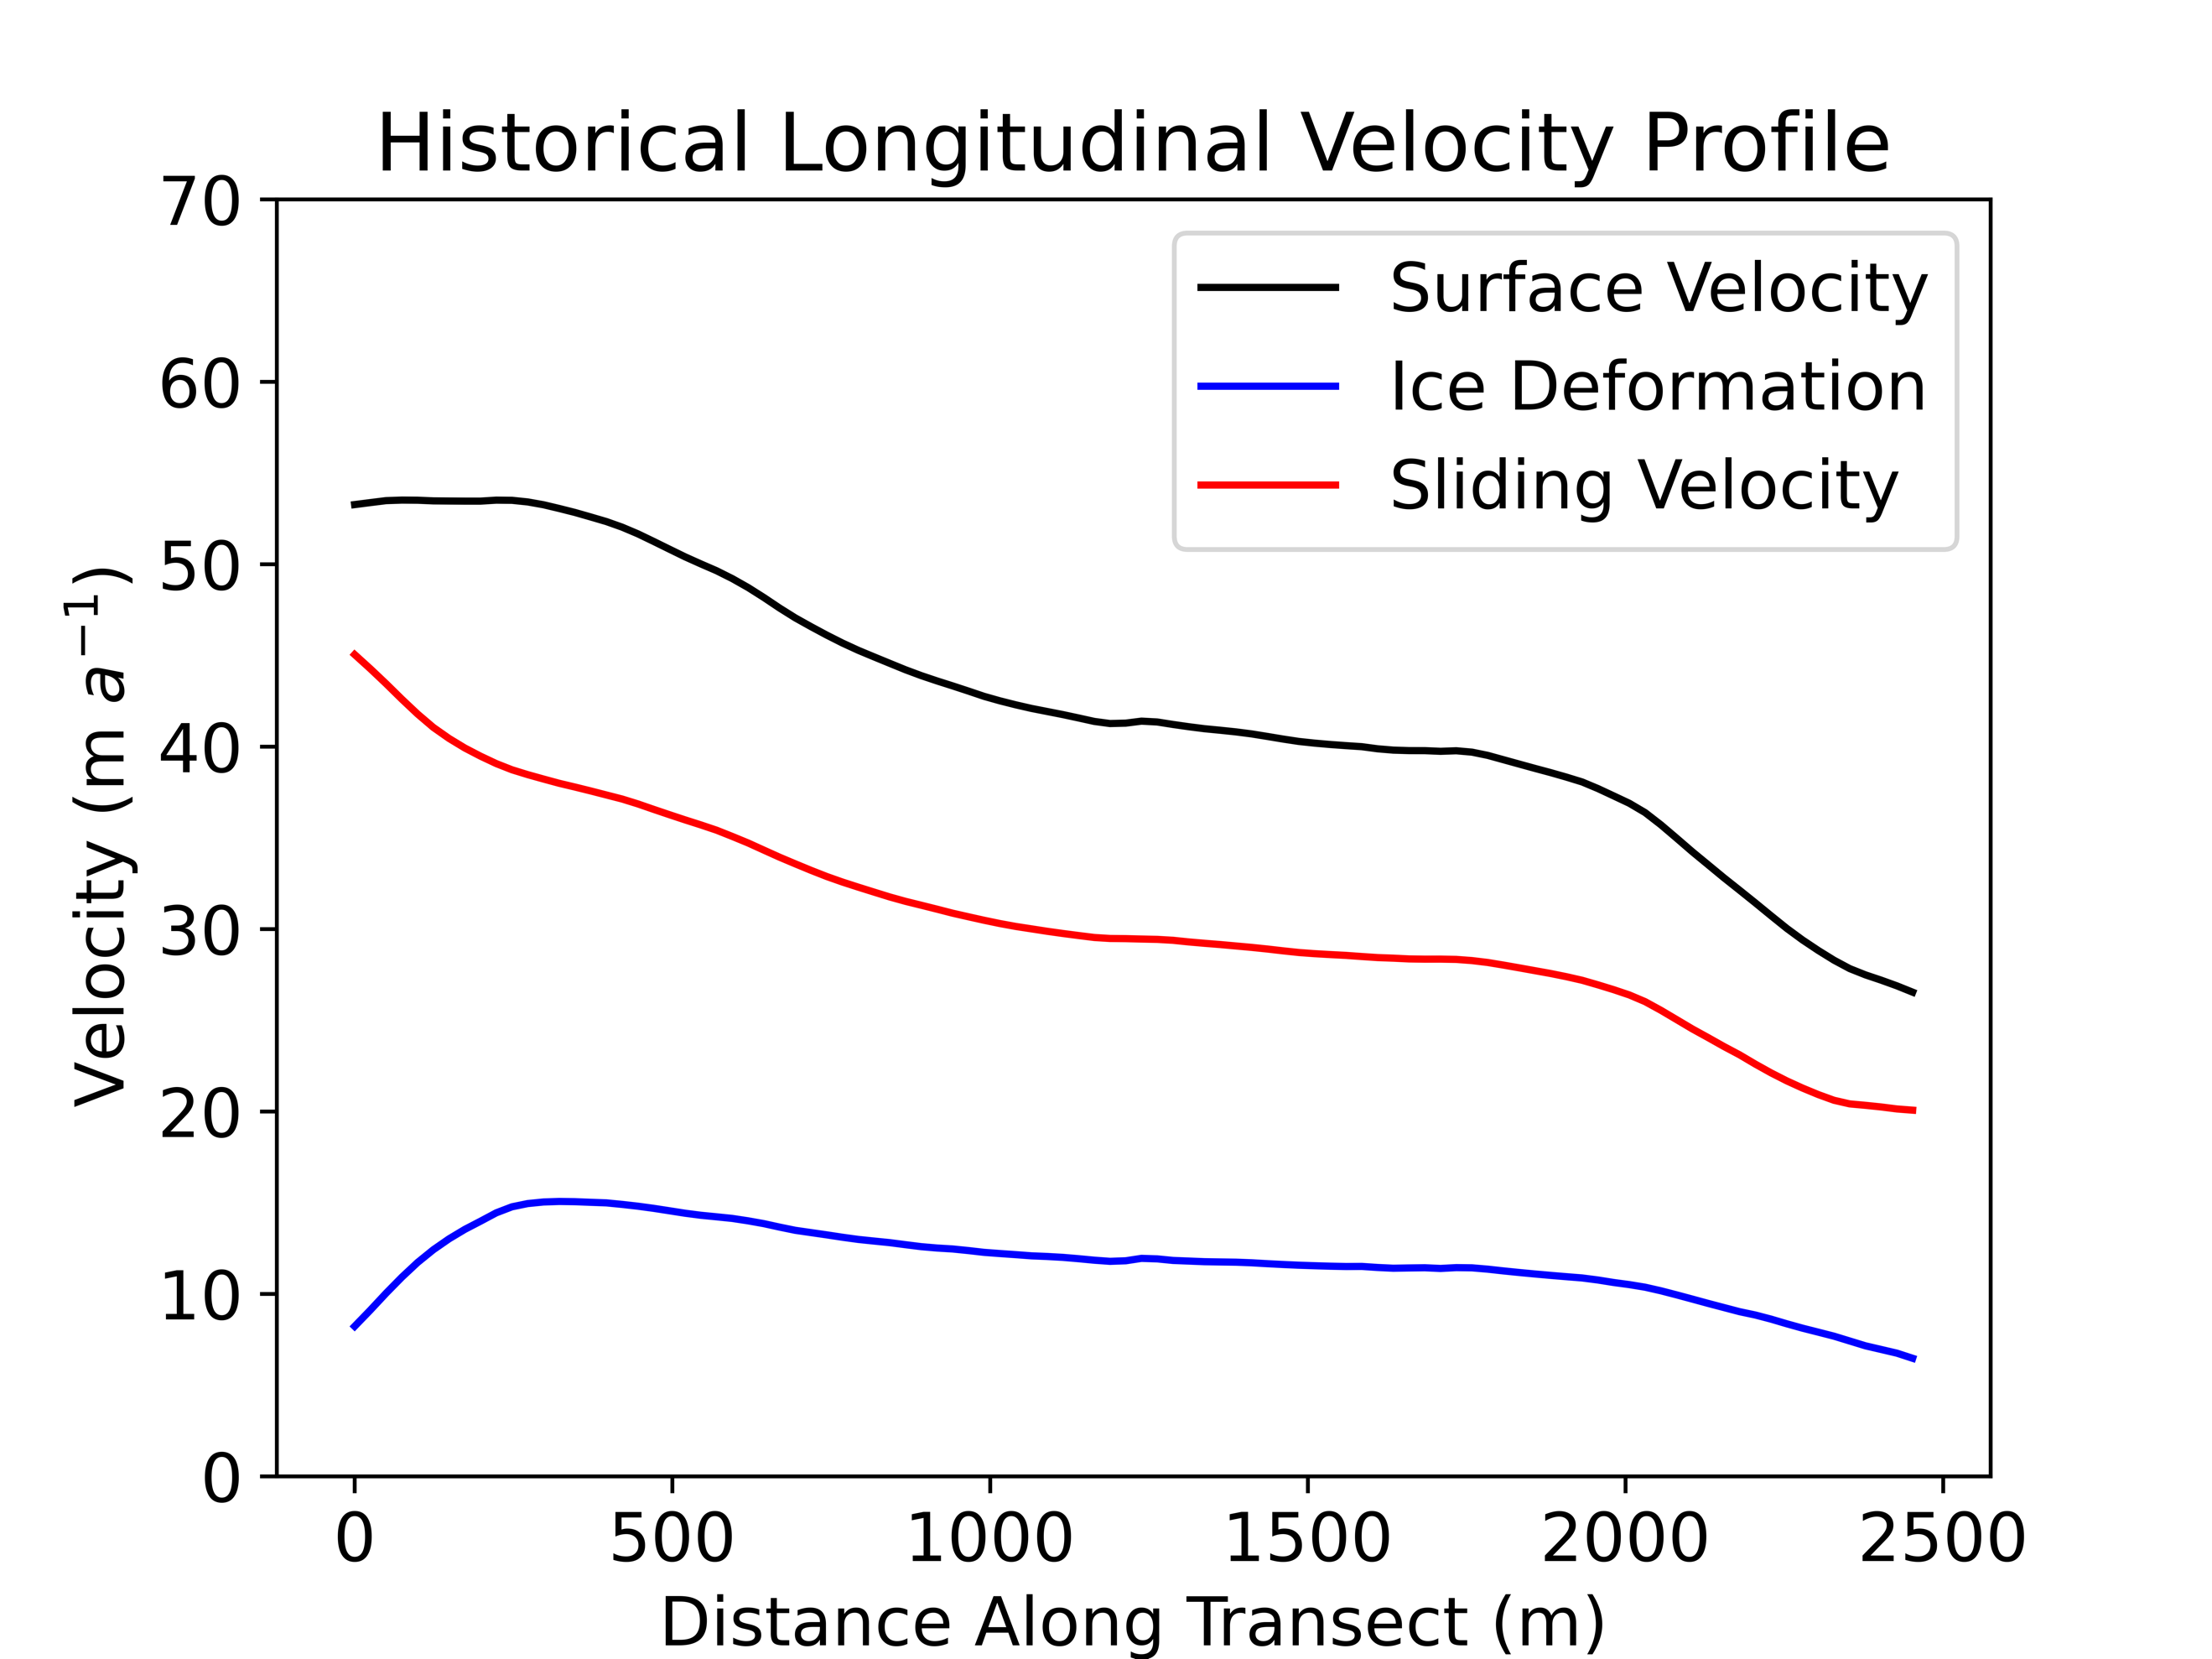 Historical Longitudinal Velocity Profile
70
60
50
40
30
20
10
0
Velocity (m a⁻¹)
Surface Velocity
Ice Deformation
Sliding Velocity
0 500 1000 1500 2000 2500
Distance Along Transect (m)